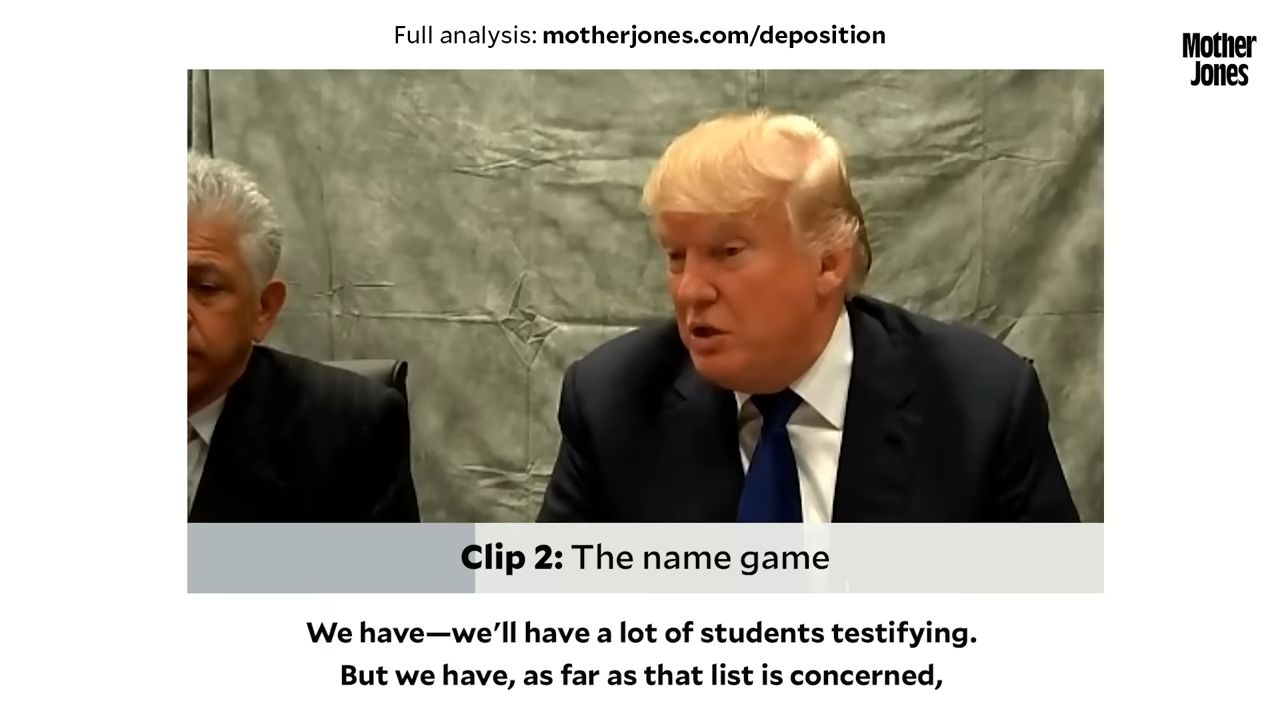 Full analysis: motherjones.com/deposition
Mother
Jones
Clip 2: The name game
We have—we'll have a lot of students testifying.
But we have, as far as that list is concerned,